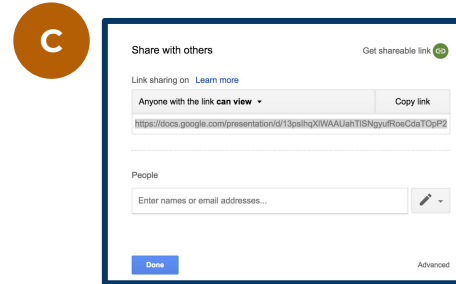 C
Share with others
Get shareable link
Link sharing on Learn more
Anyone with the link can view
Copy link
https://docs.google.com/presentation/d/13pslhqXlWAAUahTlSNgyufRoeCdaTOpP2
People
Enter names or email addresses...
Done
Advanced